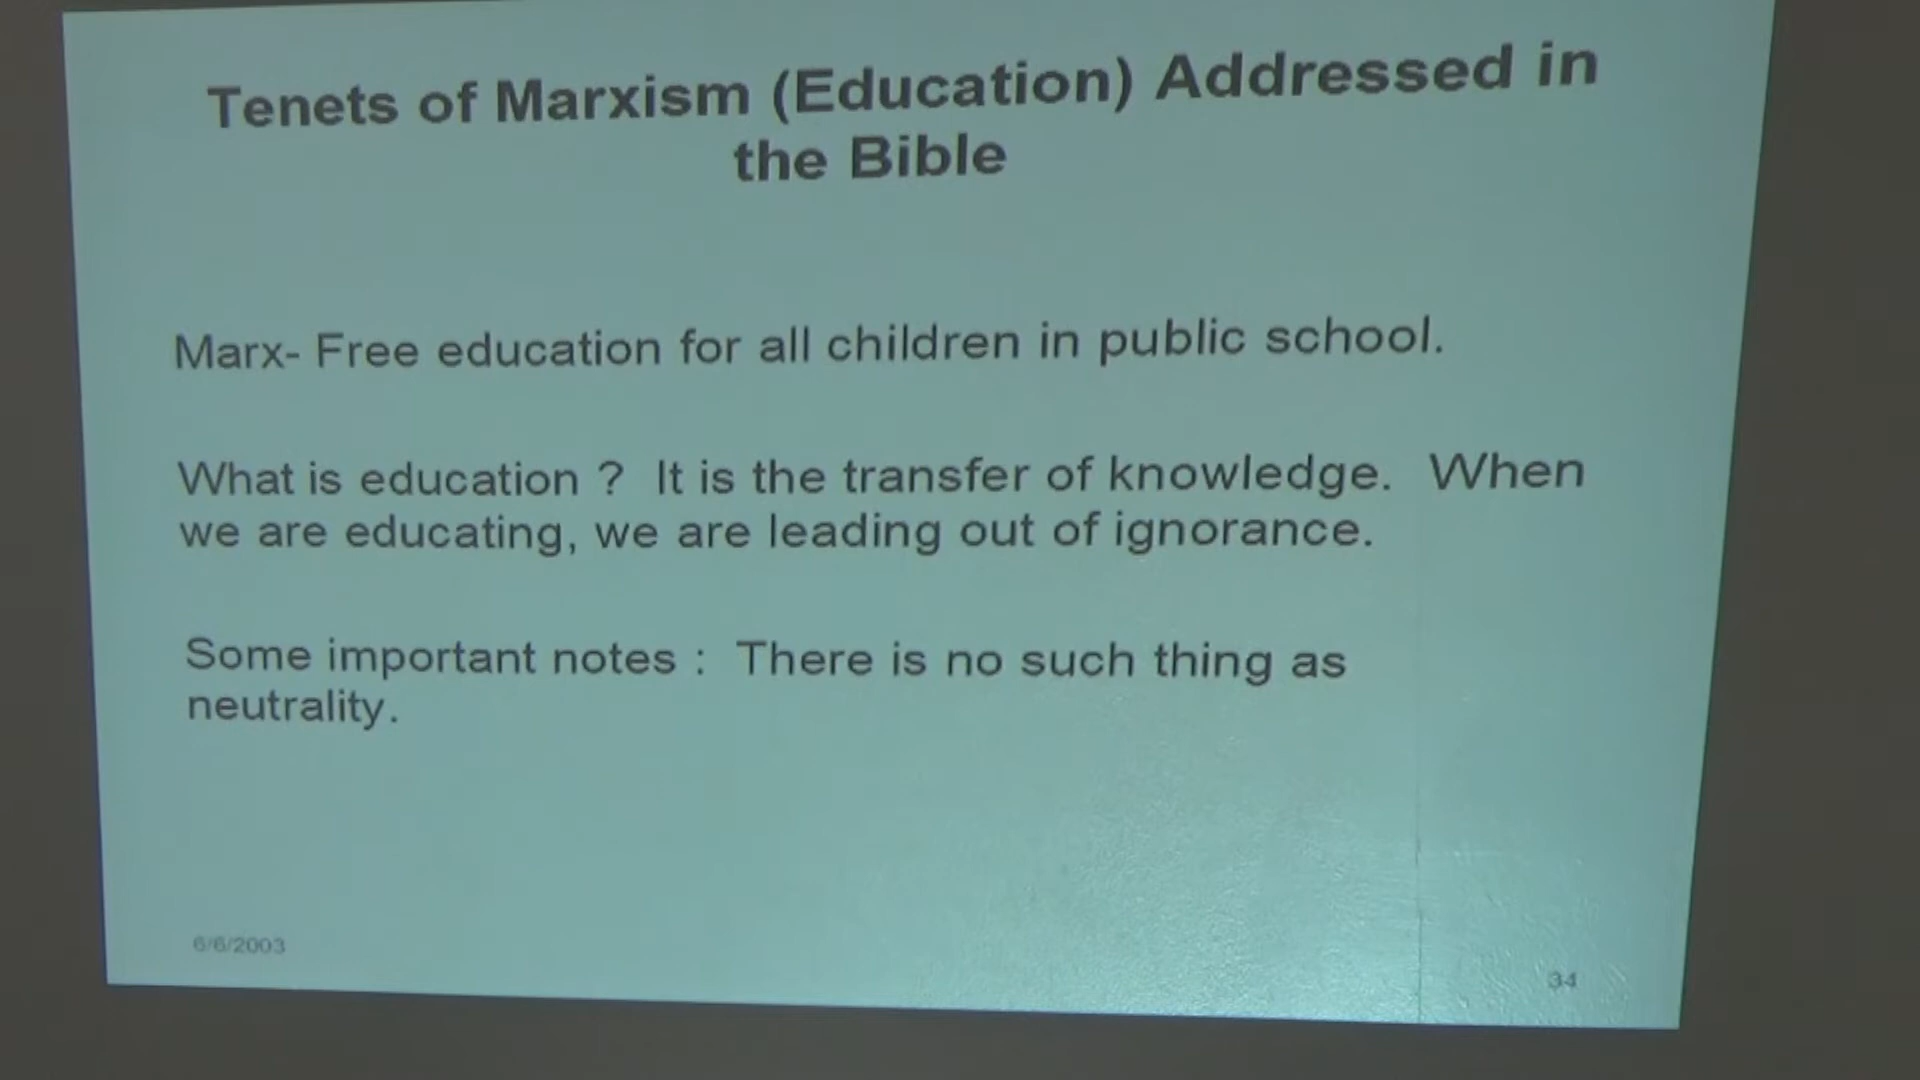 Tenets of Marxism (Education) Addressed in
the Bible
Marx- Free education for all children in public school.
What is education ?  It is the transfer of knowledge.  When
we are educating, we are leading out of ignorance.
Some important notes :  There is no such thing as
neutrality.
6/6/2003
34